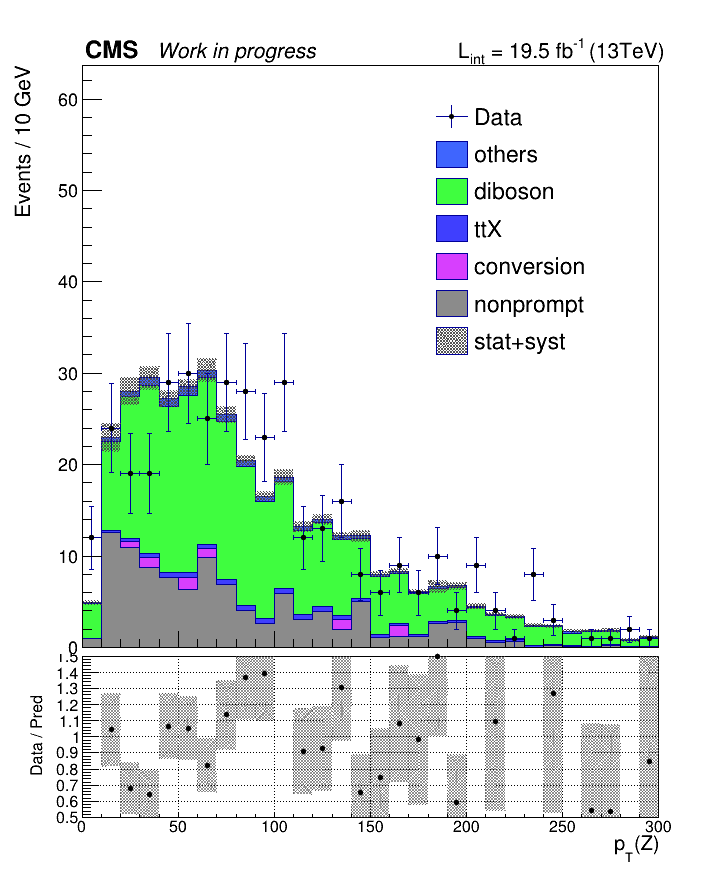 CMS Work in progress L_int = 19.5 fb^-1 (13TeV)
Events / 10 GeV
60
50
40
30
20
10
0
Data
others
diboson
ttX
conversion
nonprompt
stat+syst
Data / Pred
1.5
1.4
1.3
1.2
1.1
1
0.9
0.8
0.7
0.6
0.5
0 50 100 150 200 250 300
p_T(Z)